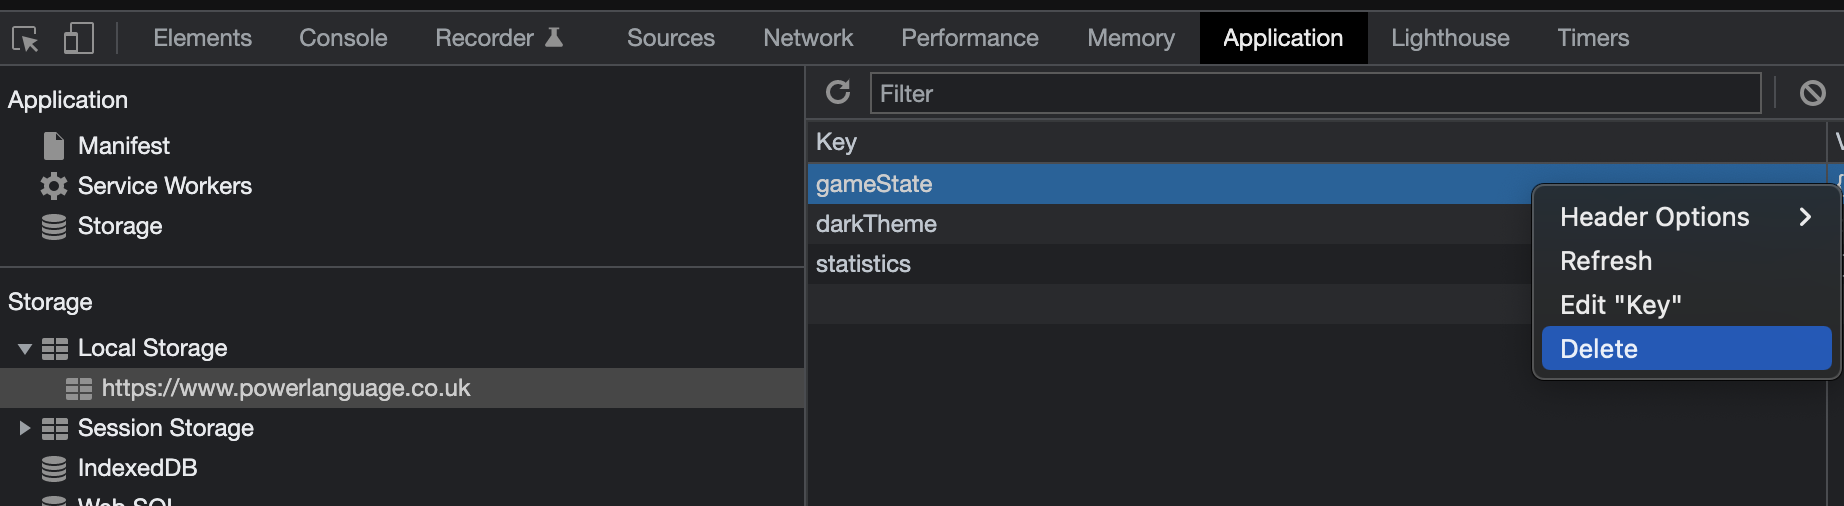 Elements Console Recorder Sources Network Performance Memory Application Lighthouse Timers
Application
Manifest
Service Workers
Storage
Storage
Local Storage
https://www.powerlanguage.co.uk
Session Storage
IndexedDB
Filter
Key
gameState
darkTheme
statistics
Header Options
Refresh
Edit "Key"
Delete